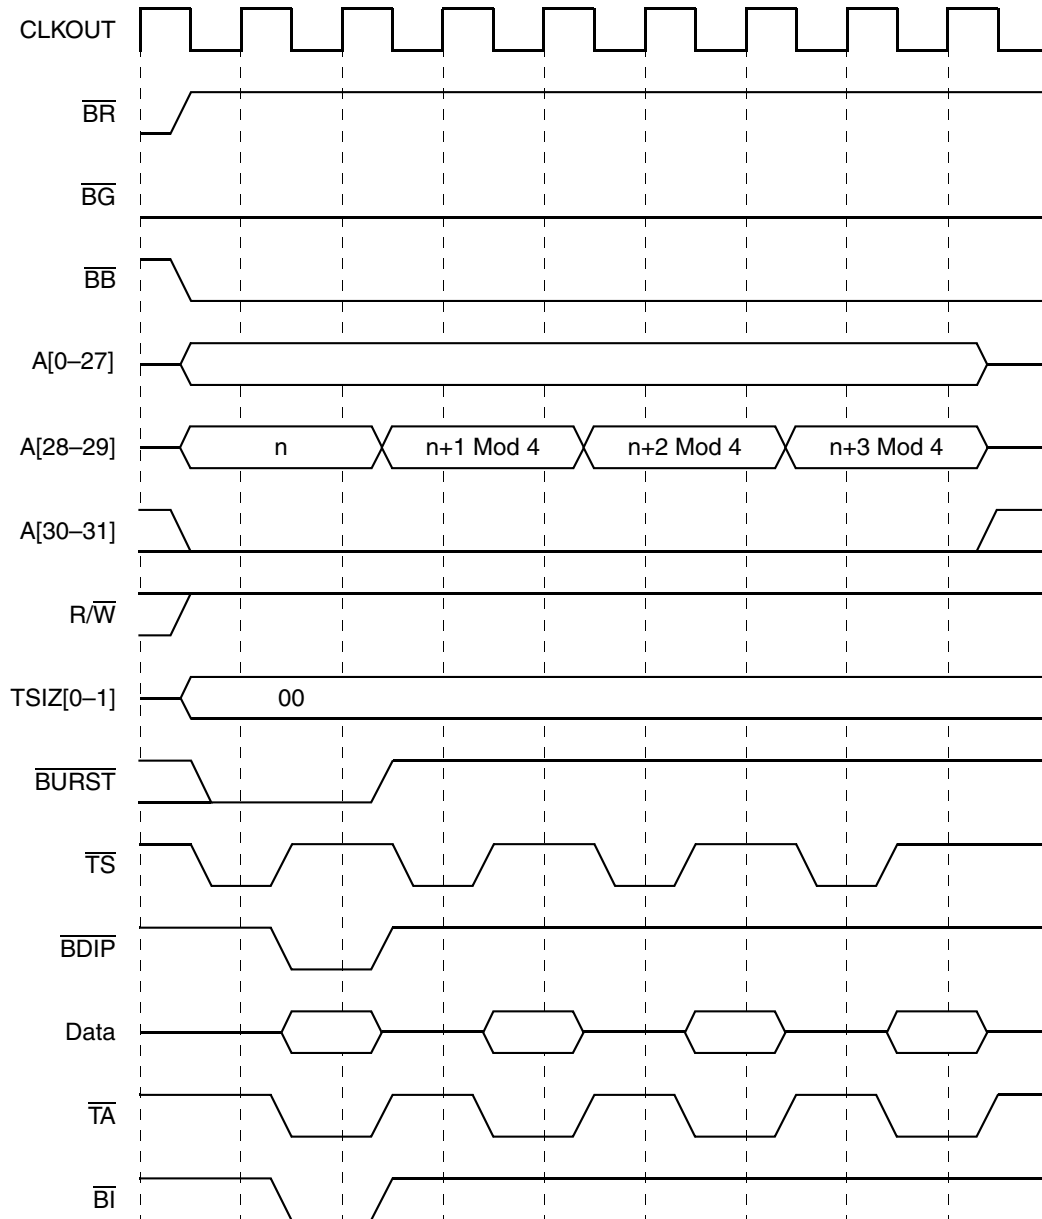 CLKOUT
BR
BG
BB
A[0–27]
A[28–29] n n+1 Mod 4 n+2 Mod 4 n+3 Mod 4
A[30–31]
R/W
TSIZ[0–1] 00
BURST
TS
BDIP
Data
TA
BI